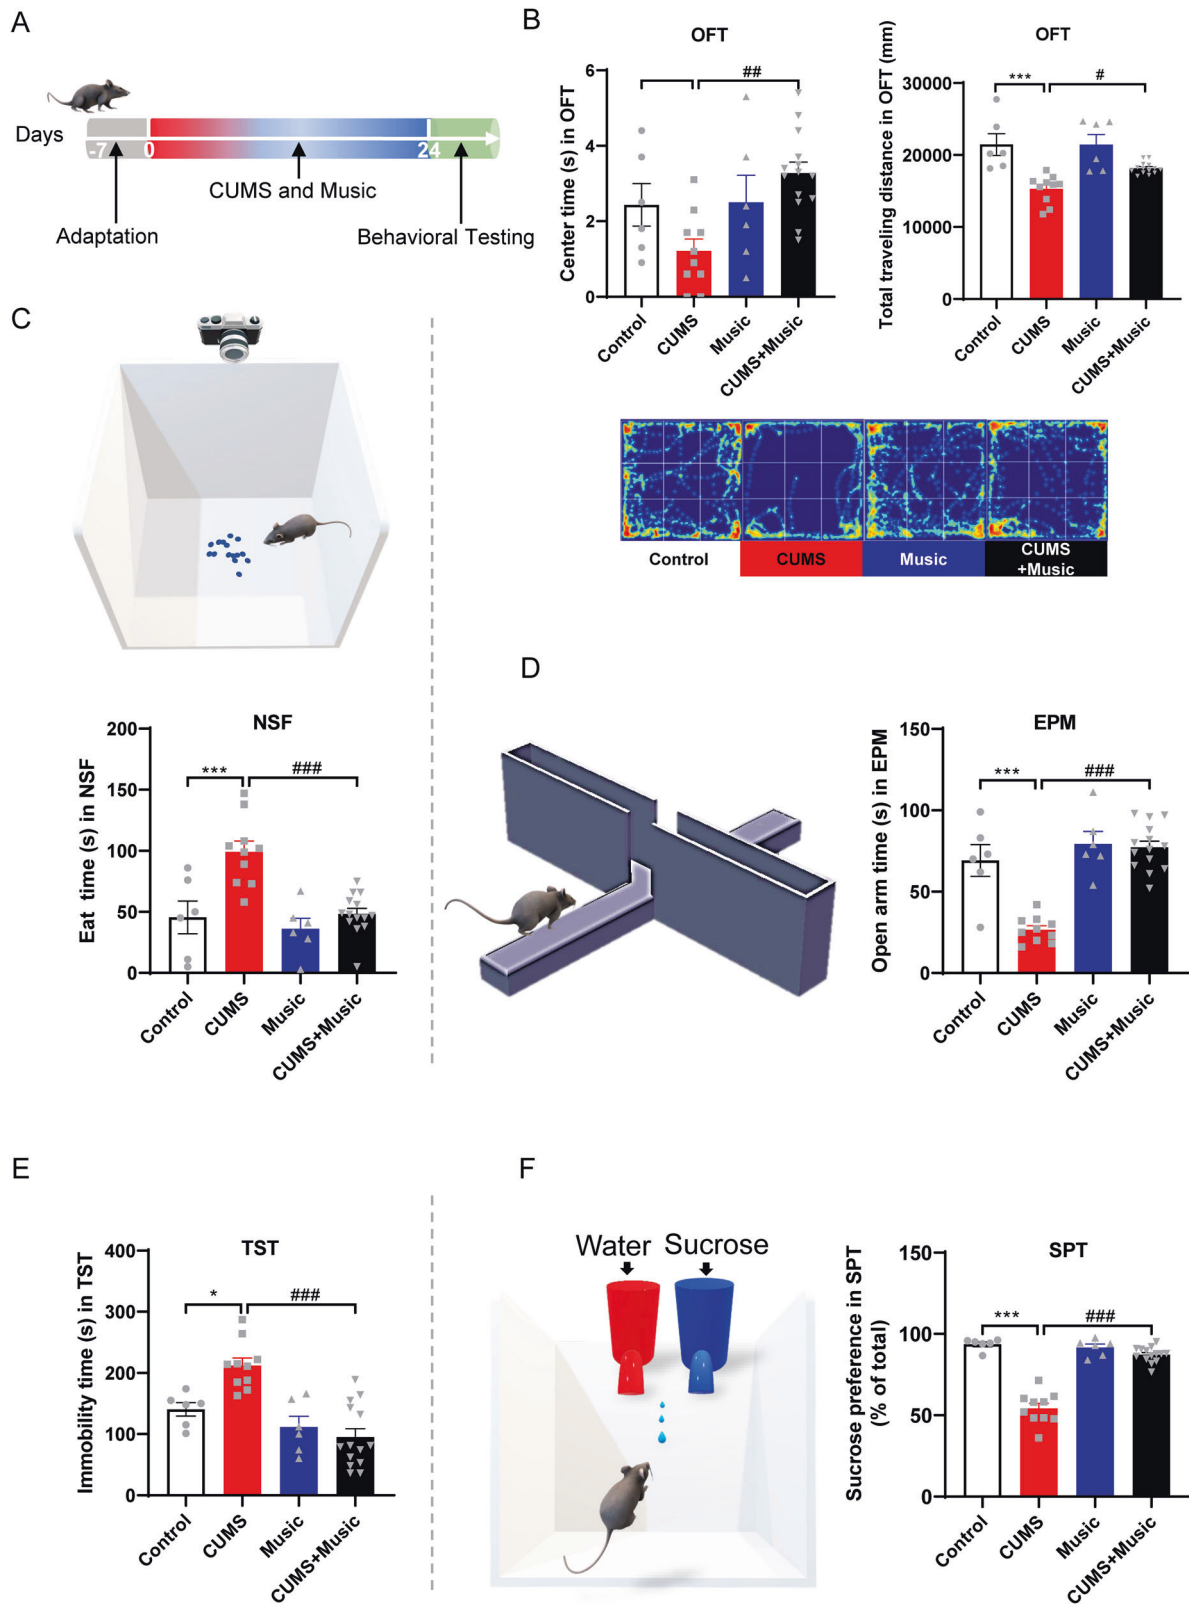 A
Days
-7
0
24
CUMS and Music
Adaptation
Behavioral Testing
B
OFT
Center time (s) in OFT
6
4
2
0
##
Control
CUMS
Music
CUMS+Music
OFT
Total traveling distance in OFT (mm)
30000
20000
10000
0
***
#
Control
CUMS
Music
CUMS+Music
Control
CUMS
Music
CUMS
+Music
C
NSF
Eat time (s) in NSF
200
150
100
50
0
***
###
Control
CUMS
Music
CUMS+Music
D
EPM
Open arm time (s) in EPM
150
100
50
0
***
###
Control
CUMS
Music
CUMS+Music
E
TST
Immobility time (s) in TST
400
300
200
100
0
*
###
Control
CUMS
Music
CUMS+Music
F
Water Sucrose
SPT
Sucrose preference in SPT
(% of total)
150
100
50
0
***
###
Control
CUMS
Music
CUMS+Music